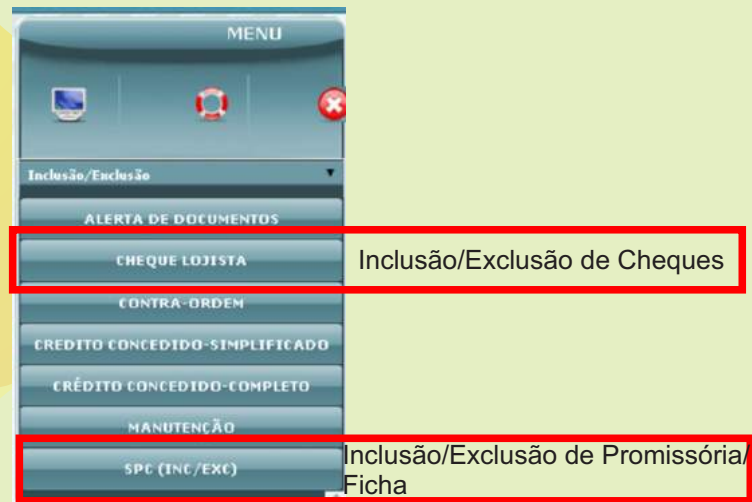 MENU
Inclusão/Exclusão
ALERTA DE DOCUMENTOS
CHEQUE LOJISTA
Inclusão/Exclusão de Cheques
CONTRA-ORDEM
CREDITO CONCEDIDO-SIMPLIFICADO
CRÉDITO CONCEDIDO-COMPLETO
MANUTENÇÃO
SPC (INC/EXC)
Inclusão/Exclusão de Promissória/
Ficha